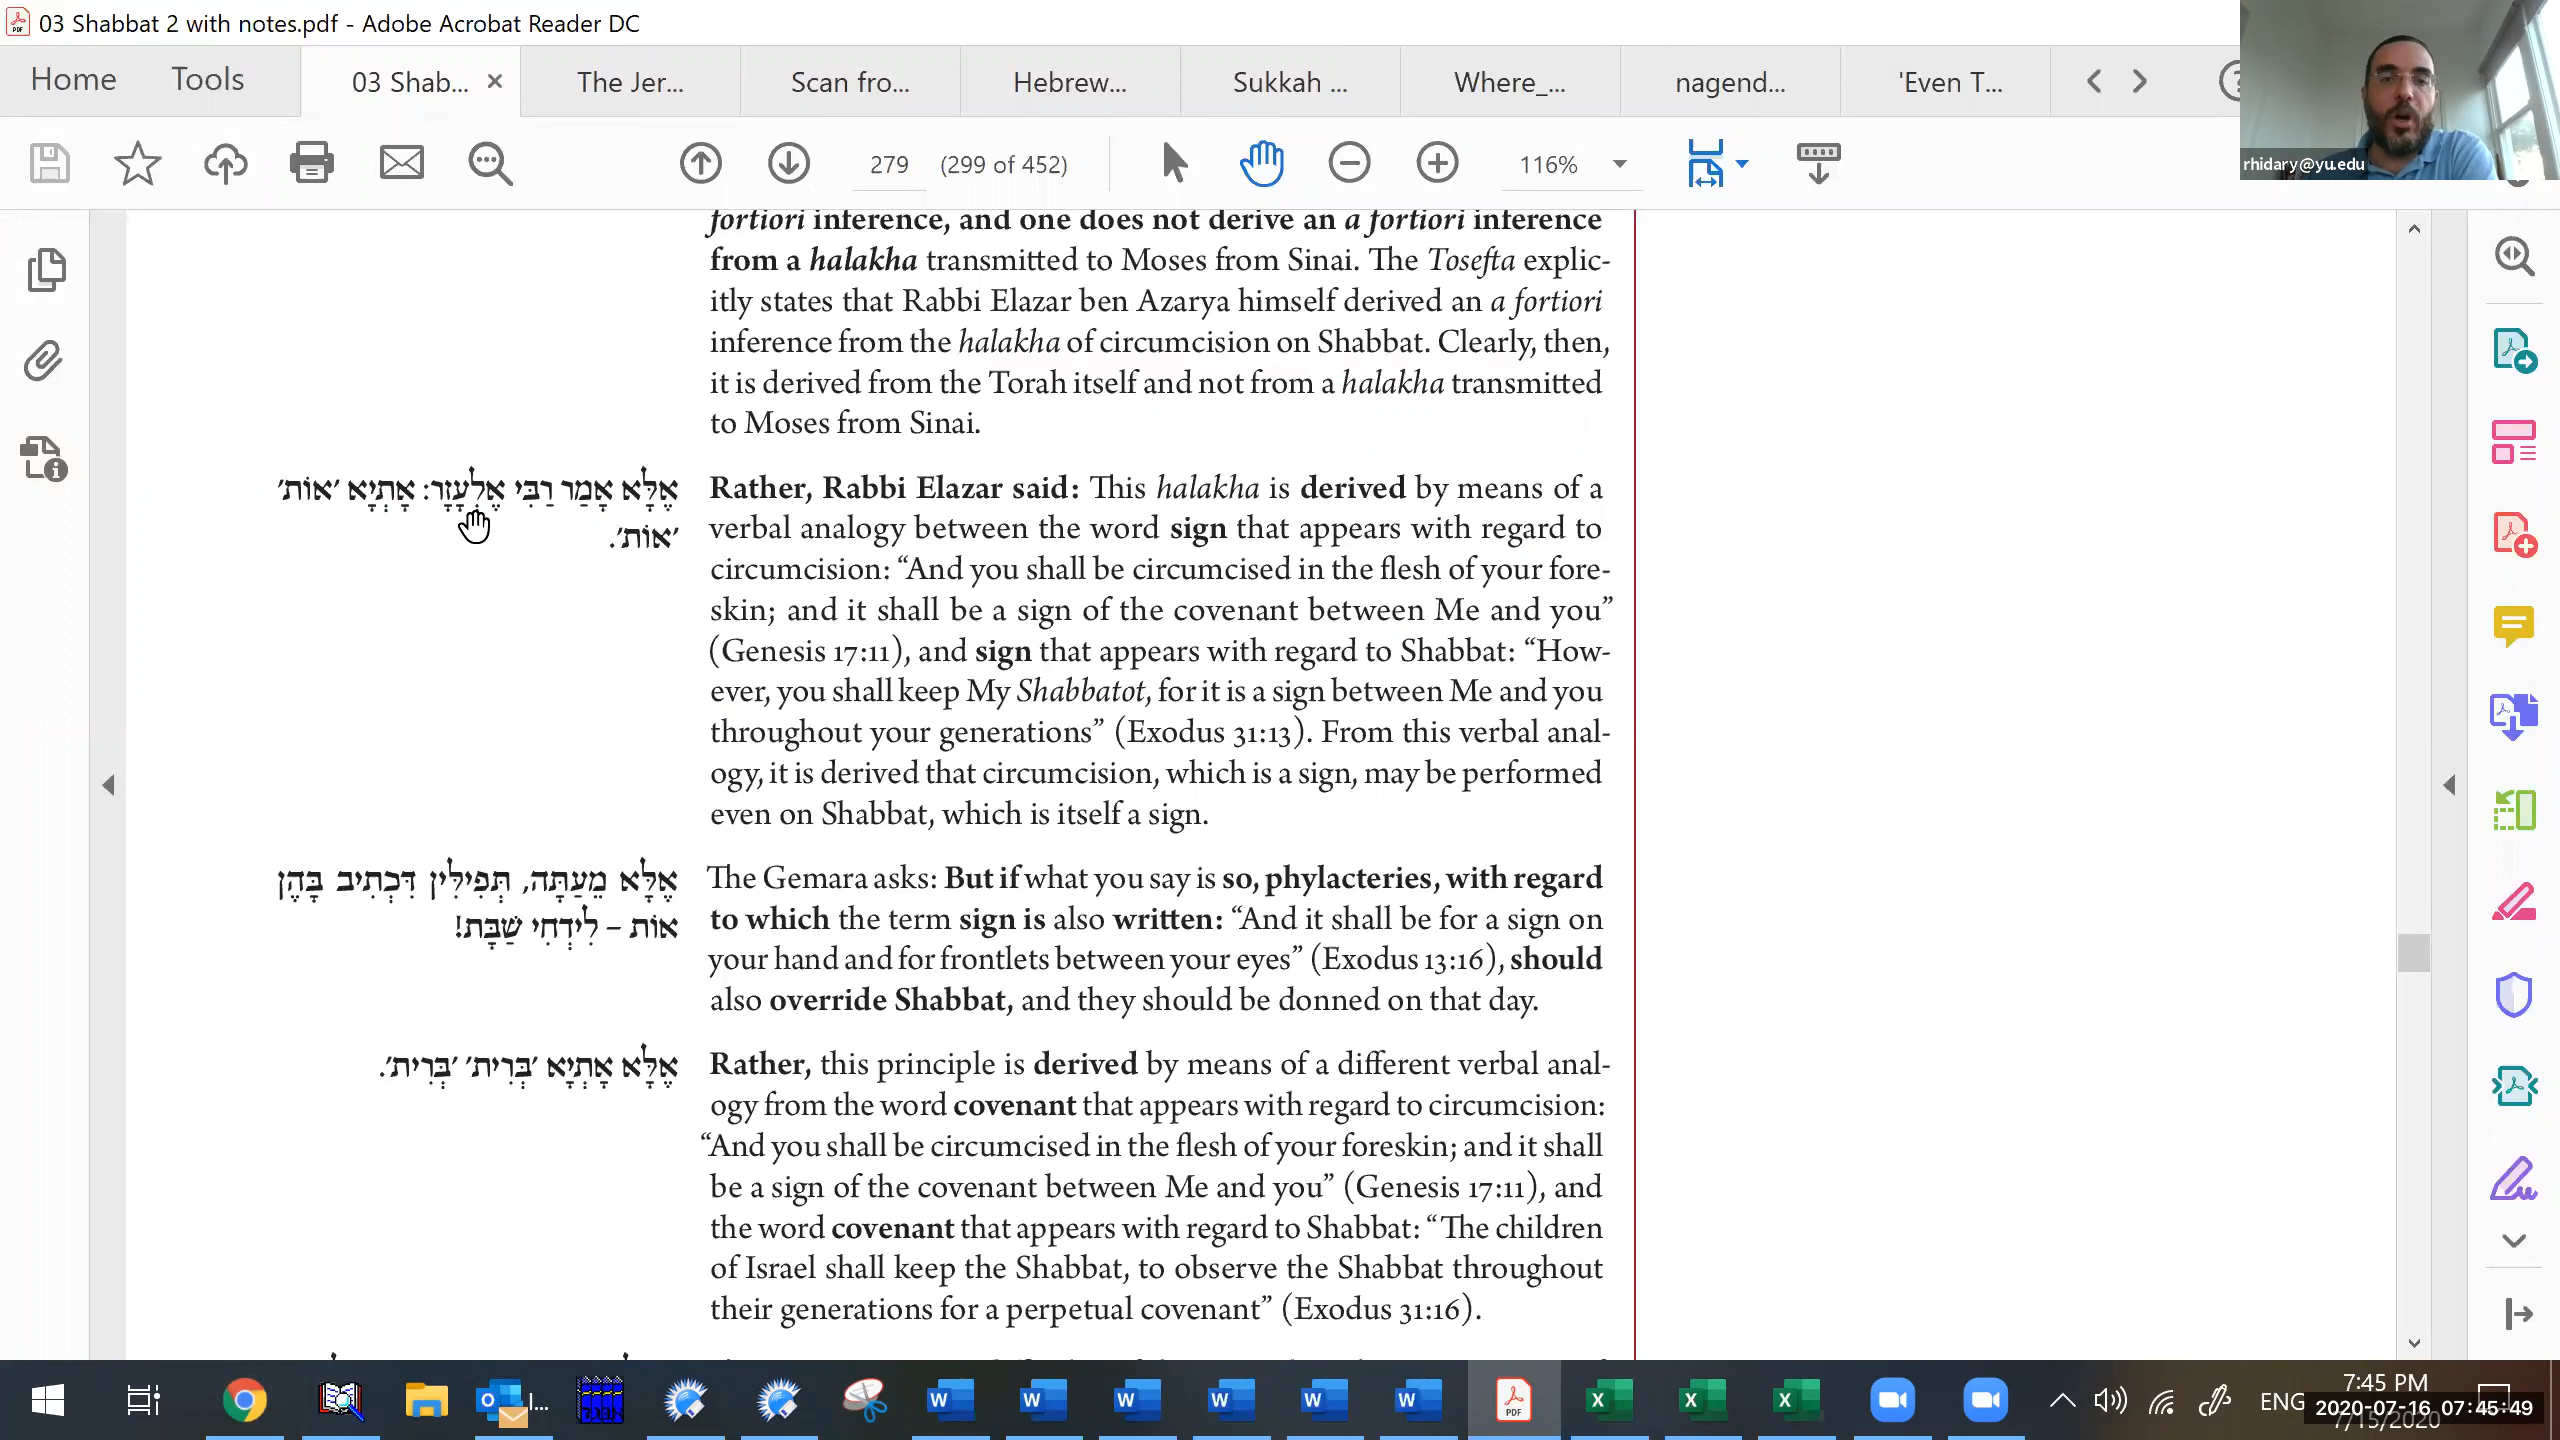 03 Shabbat 2 with notes.pdf - Adobe Acrobat Reader DC
Home
Tools
03 Shab...
The Jer...
Scan fro...
Hebrew...
Sukkah ...
Where_...
nagend...
'Even T...
279
(299 of 452)
116%
rhidary@yu.edu
fortiori inference, and one does not derive an a fortiori inference
from a halakha transmitted to Moses from Sinai. The Tosefta explic-
itly states that Rabbi Elazar ben Azarya himself derived an a fortiori
inference from the halakha of circumcision on Shabbat. Clearly, then,
it is derived from the Torah itself and not from a halakha transmitted
to Moses from Sinai.
אֶלָּא אָמַר רַבִּי אֶלְעָזָר: אָתְיָא ׳אוֹת׳
׳אוֹת׳.
Rather, Rabbi Elazar said: This halakha is derived by means of a
verbal analogy between the word sign that appears with regard to
circumcision: “And you shall be circumcised in the flesh of your fore-
skin; and it shall be a sign of the covenant between Me and you”
(Genesis 17:11), and sign that appears with regard to Shabbat: “How-
ever, you shall keep My Shabbatot, for it is a sign between Me and you
throughout your generations” (Exodus 31:13). From this verbal anal-
ogy, it is derived that circumcision, which is a sign, may be performed
even on Shabbat, which is itself a sign.
אֶלָּא מֵעַתָּה, תְּפִילִּין דִּכְתִיב בָּהֶן
אוֹת – לִידְחִי שַׁבָּת!
The Gemara asks: But if what you say is so, phylacteries, with regard
to which the term sign is also written: “And it shall be for a sign on
your hand and for frontlets between your eyes” (Exodus 13:16), should
also override Shabbat, and they should be donned on that day.
אֶלָּא אָתְיָא ׳בְּרִית׳ ׳בְּרִית׳.
Rather, this principle is derived by means of a different verbal anal-
ogy from the word covenant that appears with regard to circumcision:
“And you shall be circumcised in the flesh of your foreskin; and it shall
be a sign of the covenant between Me and you” (Genesis 17:11), and
the word covenant that appears with regard to Shabbat: “The children
of Israel shall keep the Shabbat, to observe the Shabbat throughout
their generations for a perpetual covenant” (Exodus 31:16).
ENG
7:45 PM
7/15/2020
2020-07-16 07:45:49